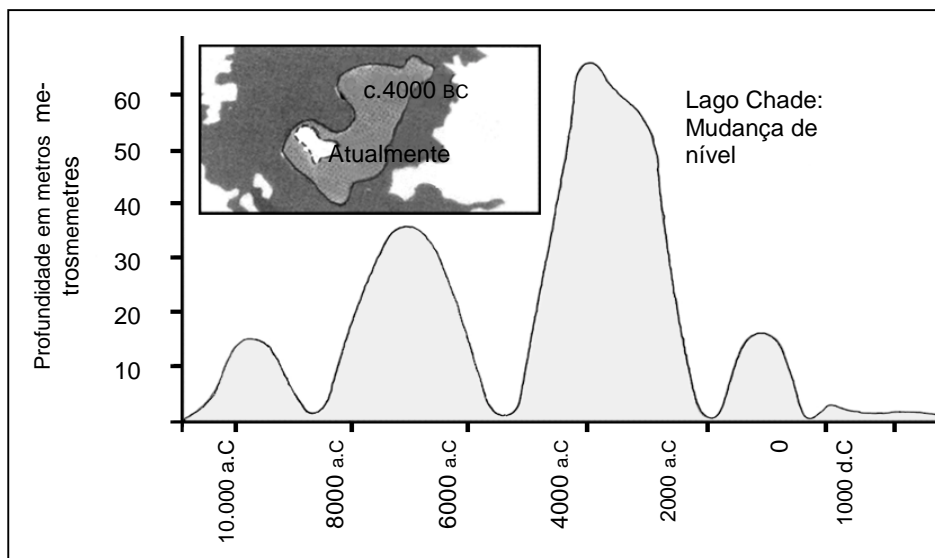 Profundidade em metros me-
trosmemetres
60
50
40
30
20
10
c.4000 BC
Atualmente
Lago Chade:
Mudança de
nível
10.000 a.C
8000 a.C
6000 a.C
4000 a.C
2000 a.C
0
1000 d.C